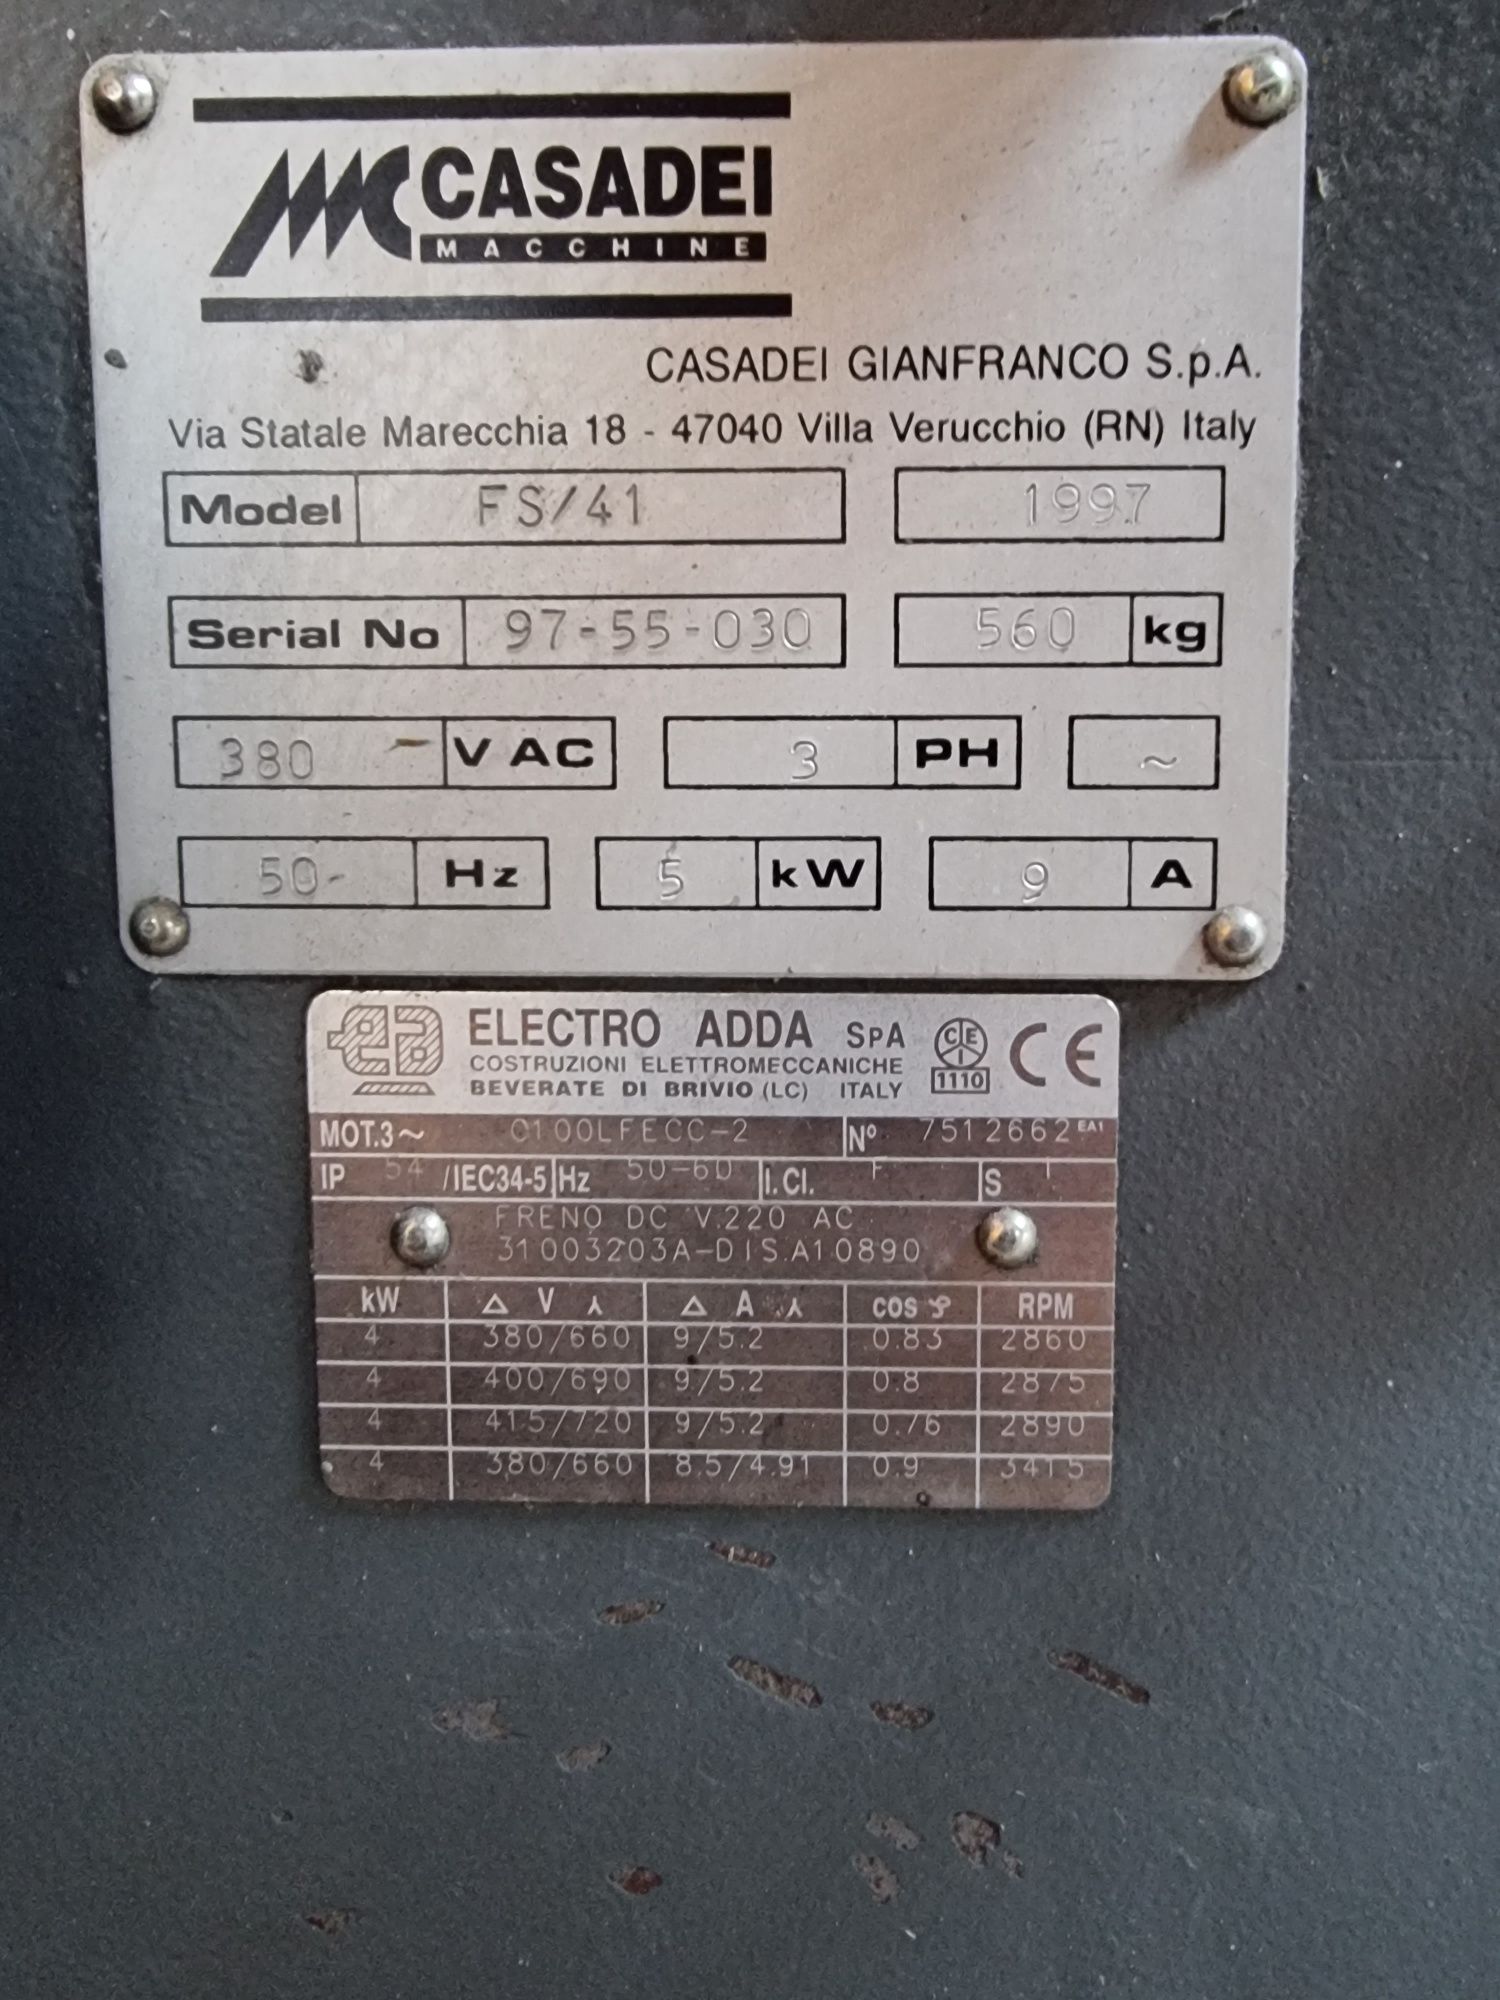 CASADEI
MACCHINE
CASADEI GIANFRANCO S.p.A.
Via Statale Marecchia 18 - 47040 Villa Verucchio (RN) Italy
Model FS/41 1997
Serial No 97-55-030 560 kg
380 V AC 3 PH ~
50 Hz 5 kW 9 A
ELECTRO ADDA SPA
COSTRUZIONI ELETTROMECCANICHE
BEVERATE DI BRIVIO (LC) ITALY
CEI 1110 CE
MOT.3~ C100LFECC-2 Nº 7512662 EA1
IP 54 /IEC34-5 Hz 50-60 I.Cl. F S 1
FRENO DC V.220 AC
31003203A-DIS.A10890
kW Δ V Y Δ A Y cos φ RPM
4 380/660 9/5.2 0.83 2860
4 400/690 9/5.2 0.8 2875
4 415/720 9/5.2 0.76 2890
4 380/660 8.5/4.91 0.9 3415